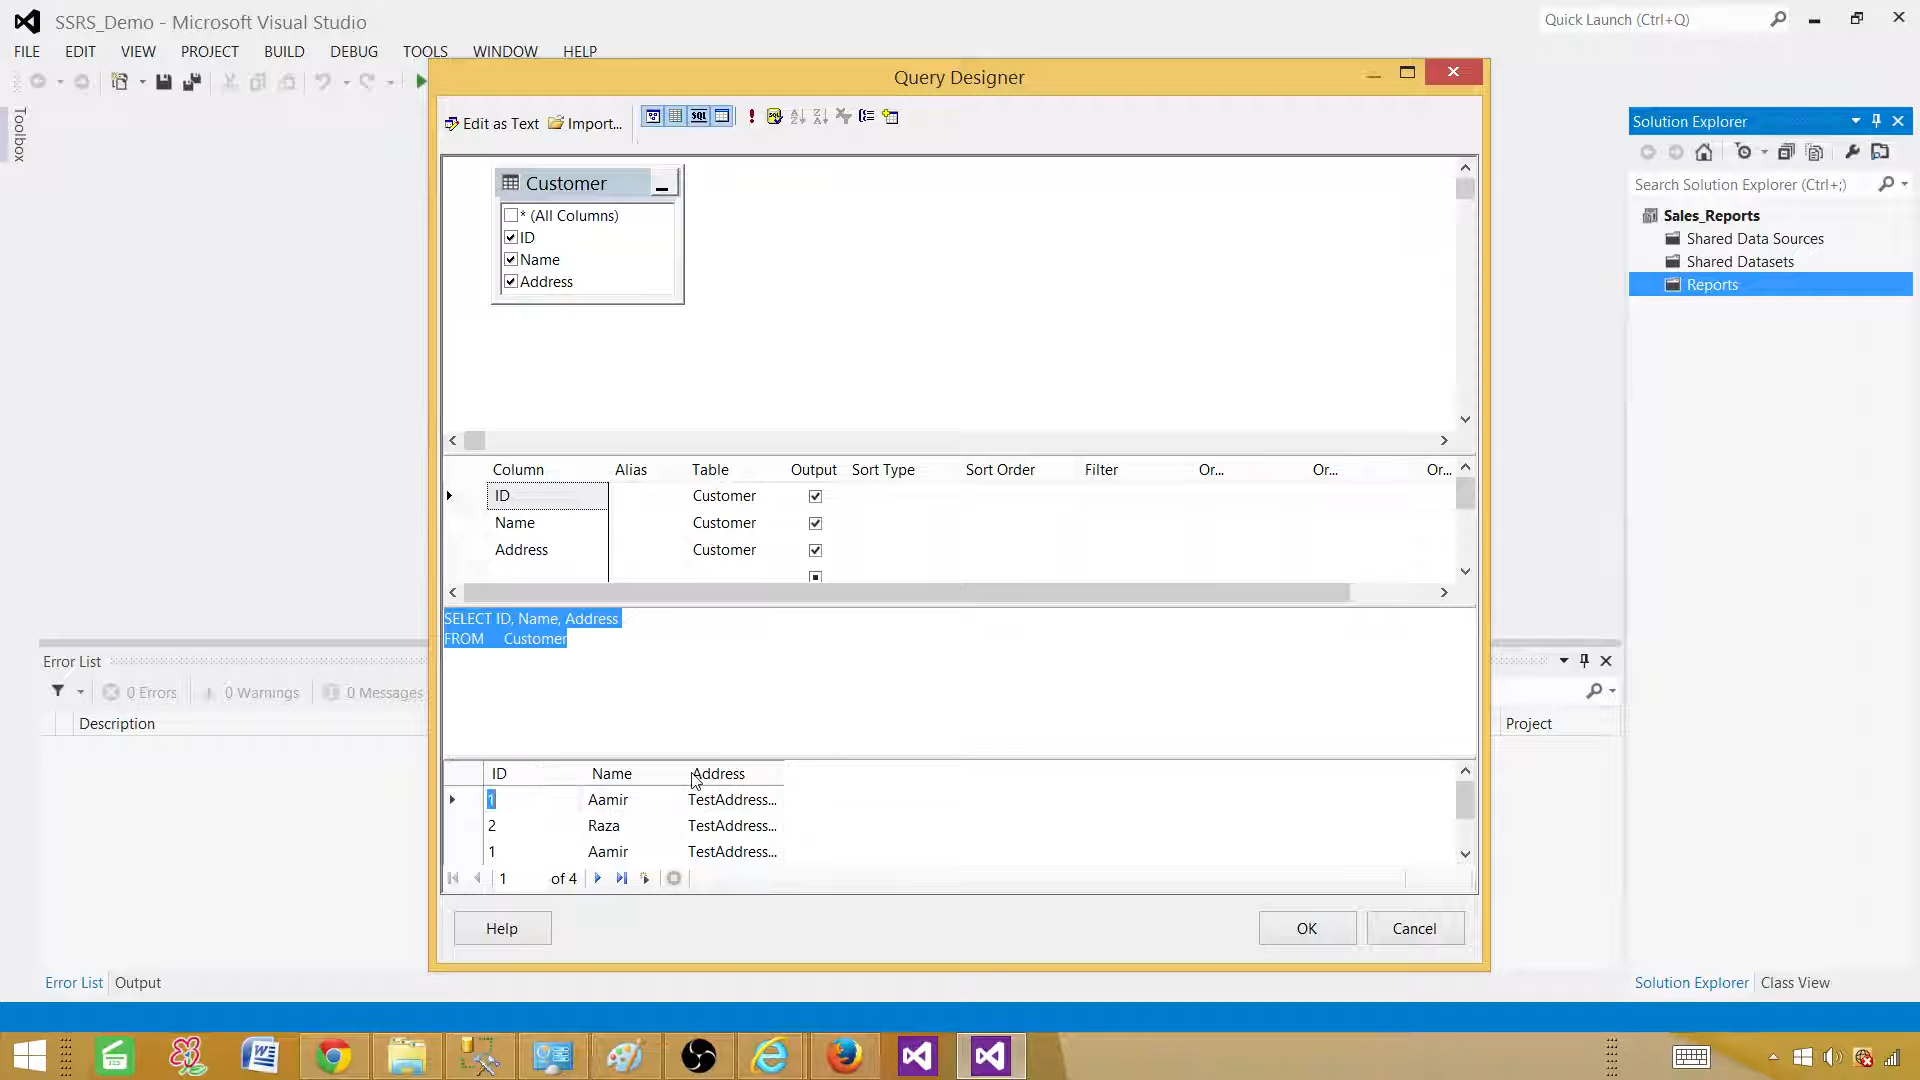 SSRS_Demo - Microsoft Visual Studio
Quick Launch (Ctrl+Q)
FILE EDIT VIEW PROJECT BUILD DEBUG TOOLS WINDOW HELP
Toolbox
Query Designer
Edit as Text Import...
SQL
Customer
* (All Columns)
ID
Name
Address
Column Alias Table Output Sort Type Sort Order Filter Or... Or... Or...
ID Customer
Name Customer
Address Customer
SELECT ID, Name, Address
FROM Customer
ID Name Address
1 Aamir TestAddress...
2 Raza TestAddress...
1 Aamir TestAddress...
1 of 4
Help OK Cancel
Solution Explorer
Search Solution Explorer (Ctrl+;)
Sales_Reports
Shared Data Sources
Shared Datasets
Reports
Error List
0 Errors 0 Warnings 0 Messages
Description Project
Error List Output
Solution Explorer Class View